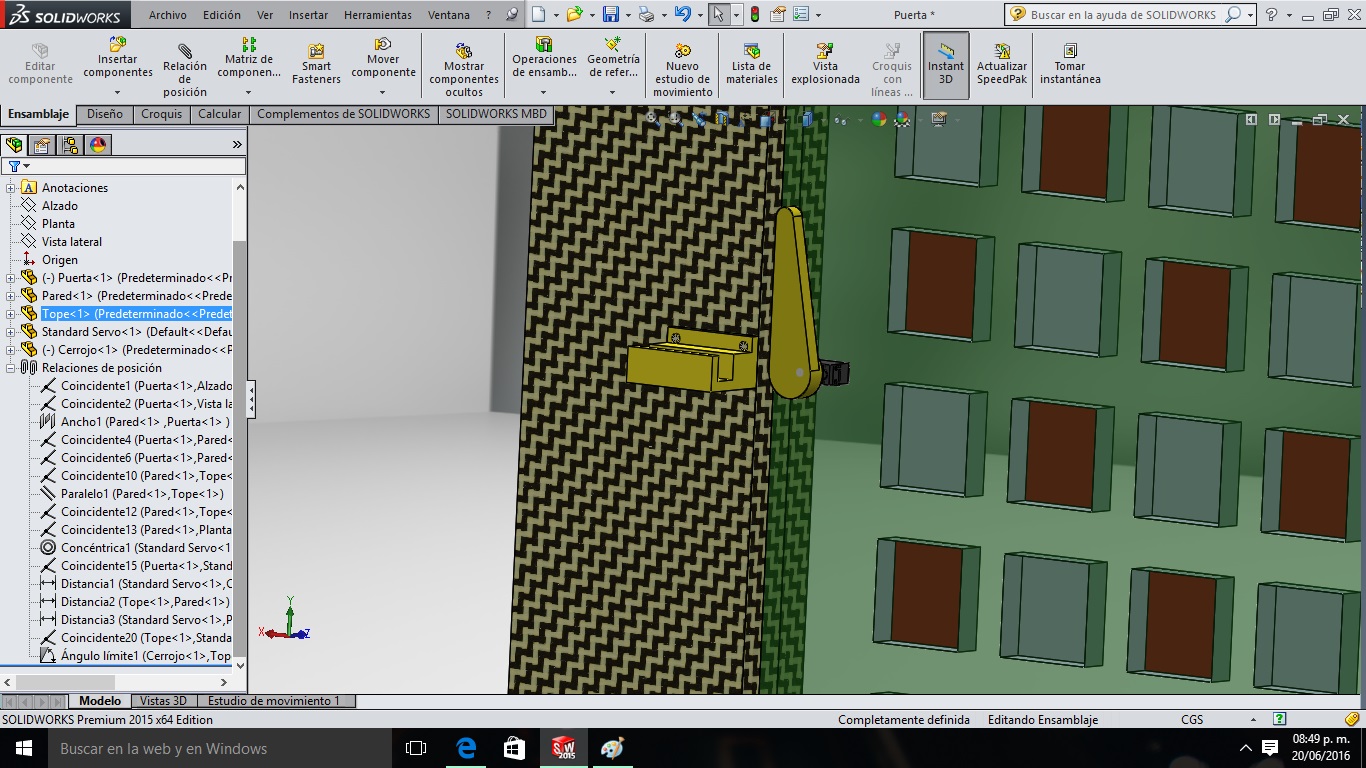 SOLIDWORKS Archivo Edición Ver Insertar Herramientas Ventana ? Puerta * Buscar en la ayuda de SOLIDWORKS
Editar componente
Insertar componentes
Relación de posición
Matriz de componen...
Smart Fasteners
Mover componente
Mostrar componentes ocultos
Operaciones de ensamb...
Geometría de refer...
Nuevo estudio de movimiento
Lista de materiales
Vista explosionada
Croquis con líneas ...
Instant 3D
Actualizar SpeedPak
Tomar instantánea
Ensamblaje Diseño Croquis Calcular Complementos de SOLIDWORKS SOLIDWORKS MBD
Anotaciones
Alzado
Planta
Vista lateral
Origen
(-) Puerta<1> (Predeterminado<<Pr
Pared<1> (Predeterminado<<Prede
Tope<1> (Predeterminado<<Predet
Standard Servo<1> (Default<<Defau
(-) Cerrojo<1> (Predeterminado<<P
Relaciones de posición
Coincidente1 (Puerta<1>,Alzado
Coincidente2 (Puerta<1>,Vista la
Ancho1 (Pared<1> ,Puerta<1> )
Coincidente4 (Puerta<1>,Pared<
Coincidente6 (Puerta<1>,Pared<
Coincidente10 (Pared<1>,Tope<
Paralelo1 (Pared<1>,Tope<1>)
Coincidente12 (Pared<1>,Tope<
Coincidente13 (Pared<1>,Planta
Concéntrica1 (Standard Servo<1
Coincidente15 (Puerta<1>,Stand
Distancia1 (Standard Servo<1>,C
Distancia2 (Tope<1>,Pared<1>)
Distancia3 (Standard Servo<1>,P
Coincidente20 (Tope<1>,Standa
Ángulo límite1 (Cerrojo<1>,Top
Y
X Z
Modelo Vistas 3D Estudio de movimiento 1
SOLIDWORKS Premium 2015 x64 Edition Completamente definida Editando Ensamblaje CGS
Buscar en la web y en Windows
08:49 p. m.
20/06/2016